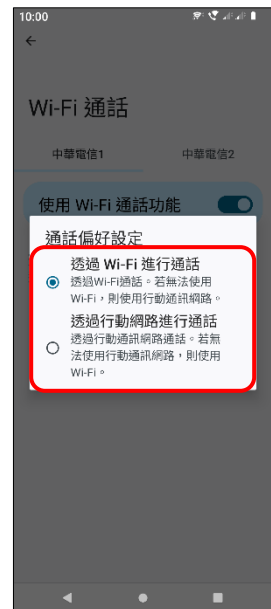 10:00
Wi-Fi 通話
中華電信1
中華電信2
使用 Wi-Fi 通話功能
通話偏好設定
透過 Wi-Fi 進行通話
透過Wi-Fi通話。若無法使用
Wi-Fi，則使用行動通訊網路。
透過行動網路進行通話
透過行動通訊網路通話。若無
法使用行動通訊網路，則使用
Wi-Fi。